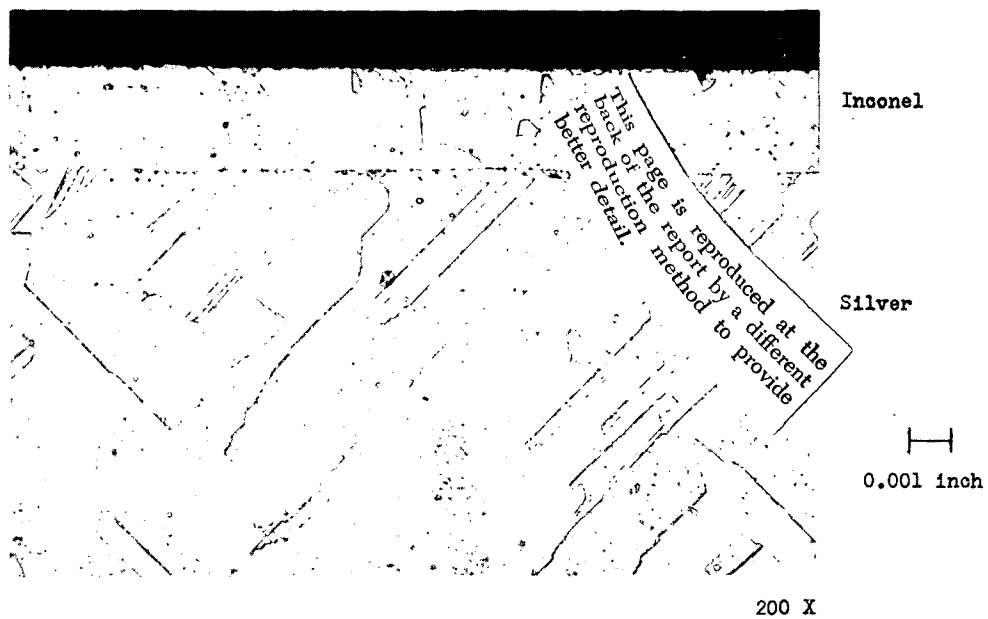 Inconel
This page is reproduced at the
back of the report by a different
reproduction method to provide
better detail.
Silver
0.001 inch
200 X